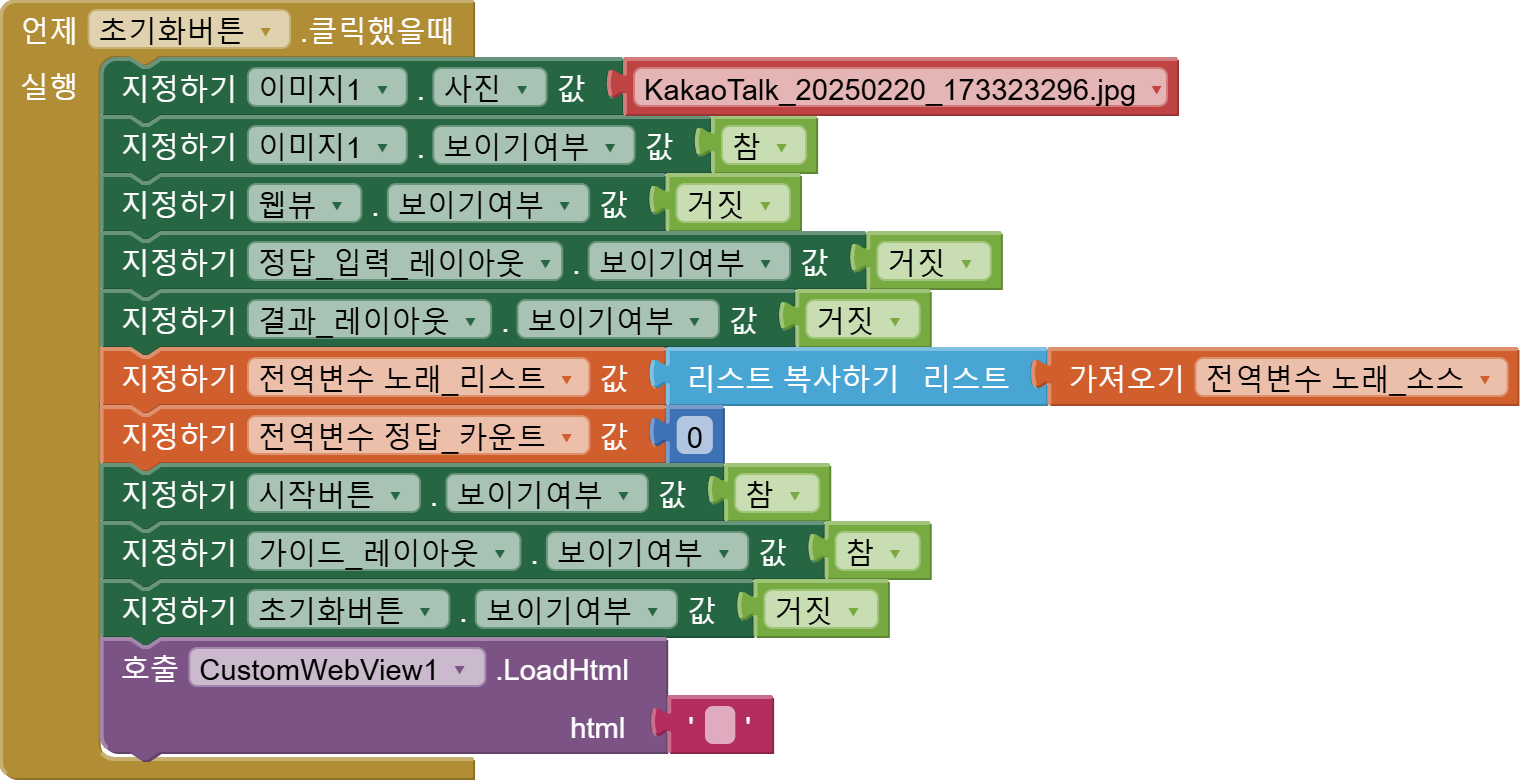 언제 초기화버튼 .클릭했을때
실행 지정하기 이미지1 . 사진 값 KakaoTalk_20250220_173323296.jpg
지정하기 이미지1 . 보이기여부 값 참
지정하기 웹뷰 . 보이기여부 값 거짓
지정하기 정답_입력_레이아웃 . 보이기여부 값 거짓
지정하기 결과_레이아웃 . 보이기여부 값 거짓
지정하기 전역변수 노래_리스트 값 리스트 복사하기 리스트 가져오기 전역변수 노래_소스
지정하기 전역변수 정답_카운트 값 0
지정하기 시작버튼 . 보이기여부 값 참
지정하기 가이드_레이아웃 . 보이기여부 값 참
지정하기 초기화버튼 . 보이기여부 값 거짓
호출 CustomWebView1 .LoadHtml
html ' '